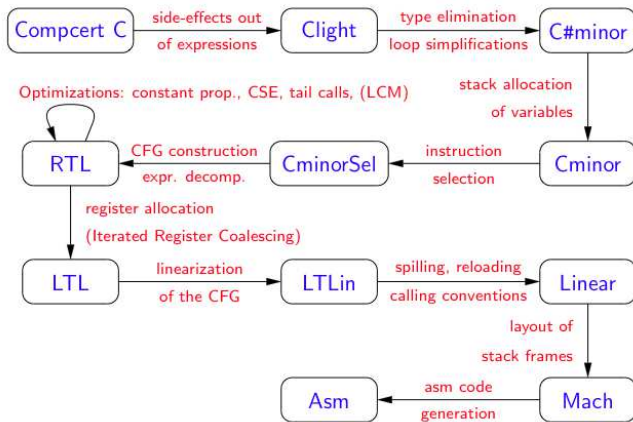 Compcert C
side-effects out
of expressions
Clight
type elimination
loop simplifications
C#minor
Optimizations: constant prop., CSE, tail calls, (LCM)
stack allocation
of variables
RTL
CFG construction
expr. decomp.
CminorSel
instruction
selection
Cminor
register allocation
(Iterated Register Coalescing)
LTL
linearization
of the CFG
LTLin
spilling, reloading
calling conventions
Linear
layout of
stack frames
Asm
asm code
generation
Mach